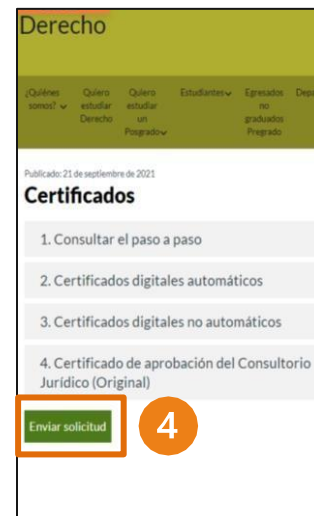 Derecho
¿Quiénes somos?
Quiero estudiar Derecho
Quiero estudiar un Posgrado
Estudiantes
Egresados no graduados Pregrado
Publicado: 21 de septiembre de 2021
Certificados
1. Consultar el paso a paso
2. Certificados digitales automáticos
3. Certificados digitales no automáticos
4. Certificado de aprobación del Consultorio
Jurídico (Original)
Enviar solicitud
4